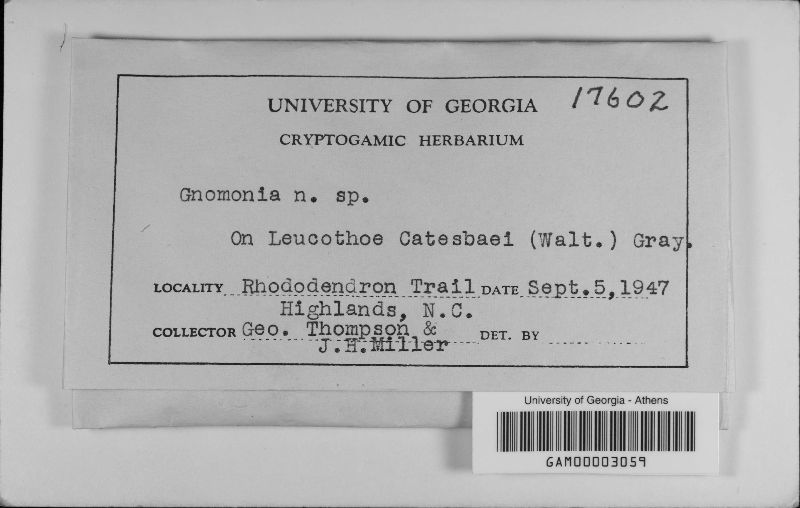 UNIVERSITY OF GEORGIA 17602
CRYPTOGAMIC HERBARIUM
Gnomonia n. sp.
On Leucothoe Catesbaei (Walt.) Gray.
LOCALITY Rhododendron Trail DATE Sept.5,1947
Highlands, N.C.
COLLECTOR Geo. Thompson & DET. BY
J.H.Miller
University of Georgia - Athens
GAM00003059